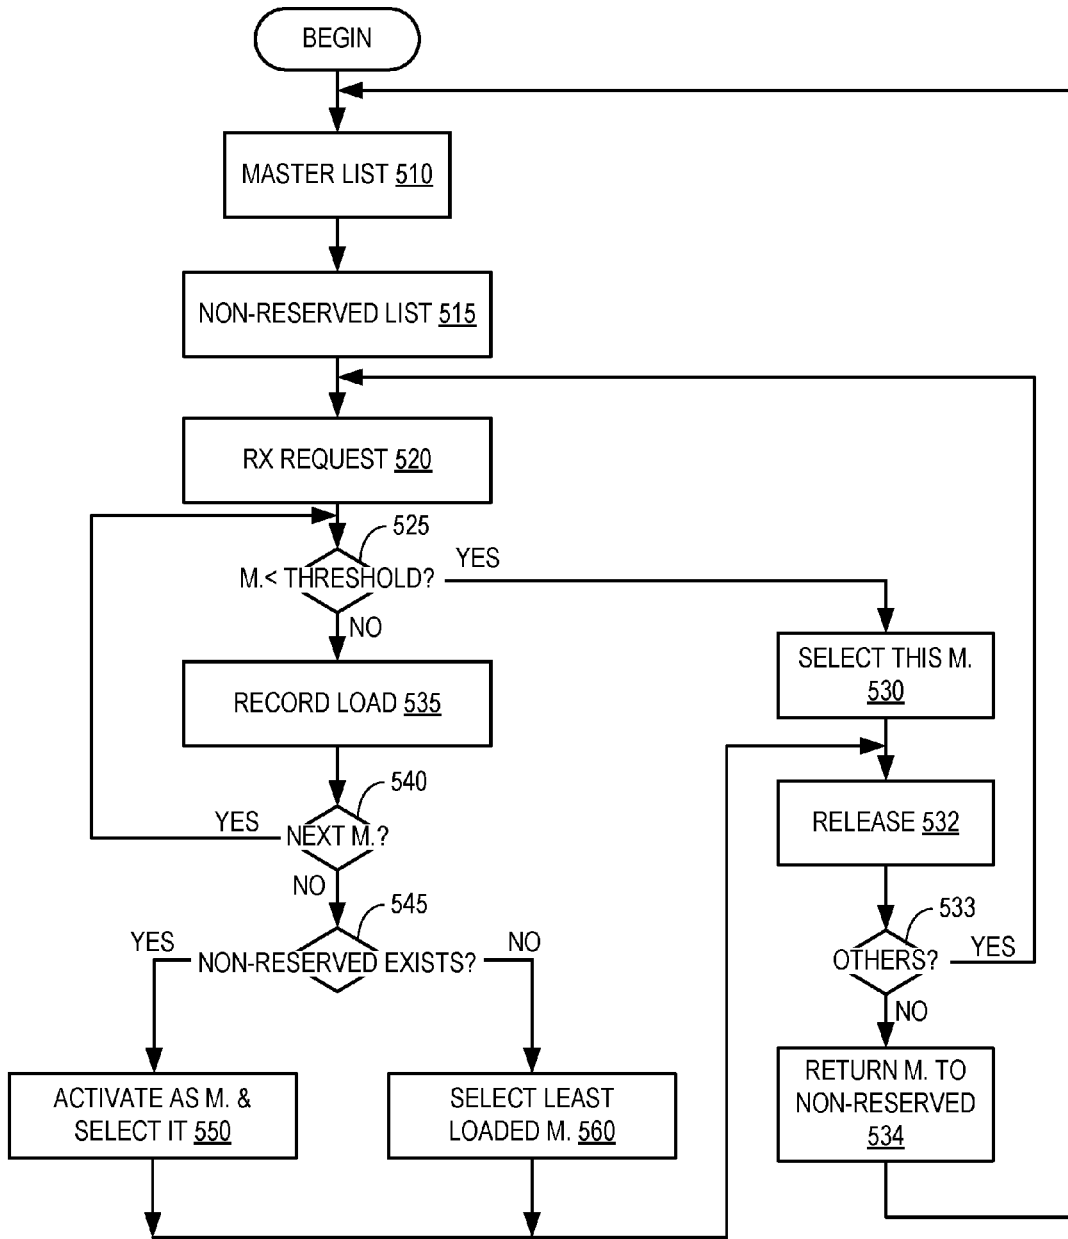 BEGIN
MASTER LIST 510
NON-RESERVED LIST 515
RX REQUEST 520
525
M.< THRESHOLD?
YES
NO
SELECT THIS M.
530
RECORD LOAD 535
540
YES
NEXT M.?
NO
RELEASE 532
545
533
YES
NON-RESERVED EXISTS?
NO
OTHERS?
YES
NO
ACTIVATE AS M. &
SELECT IT 550
SELECT LEAST
LOADED M. 560
RETURN M. TO
NON-RESERVED
534